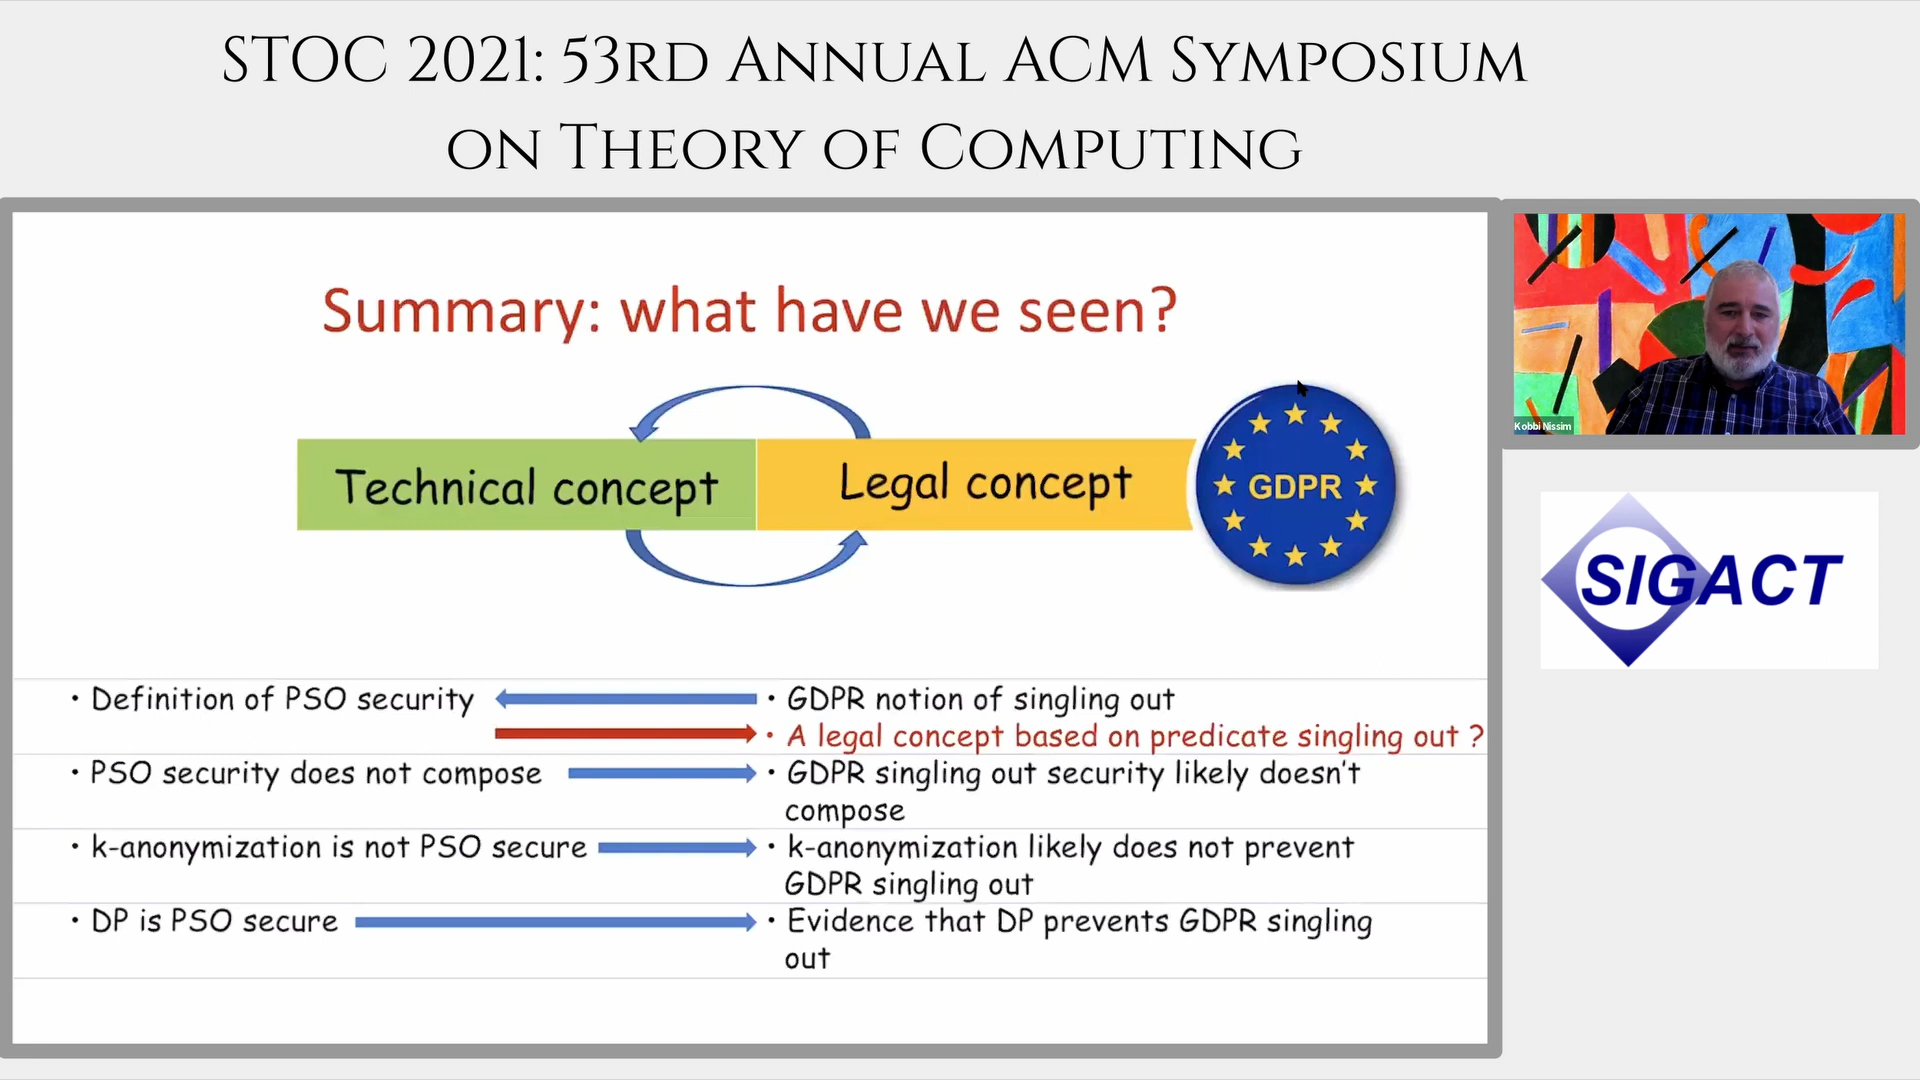 STOC 2021: 53rd Annual ACM Symposium
on Theory of Computing
Summary: what have we seen?
Technical concept
Legal concept
GDPR
• Definition of PSO security
• GDPR notion of singling out
• A legal concept based on predicate singling out ?
• PSO security does not compose
• GDPR singling out security likely doesn't
compose
• k-anonymization is not PSO secure
• k-anonymization likely does not prevent
GDPR singling out
• DP is PSO secure
• Evidence that DP prevents GDPR singling
out
Kobbi Nissim
SIGACT